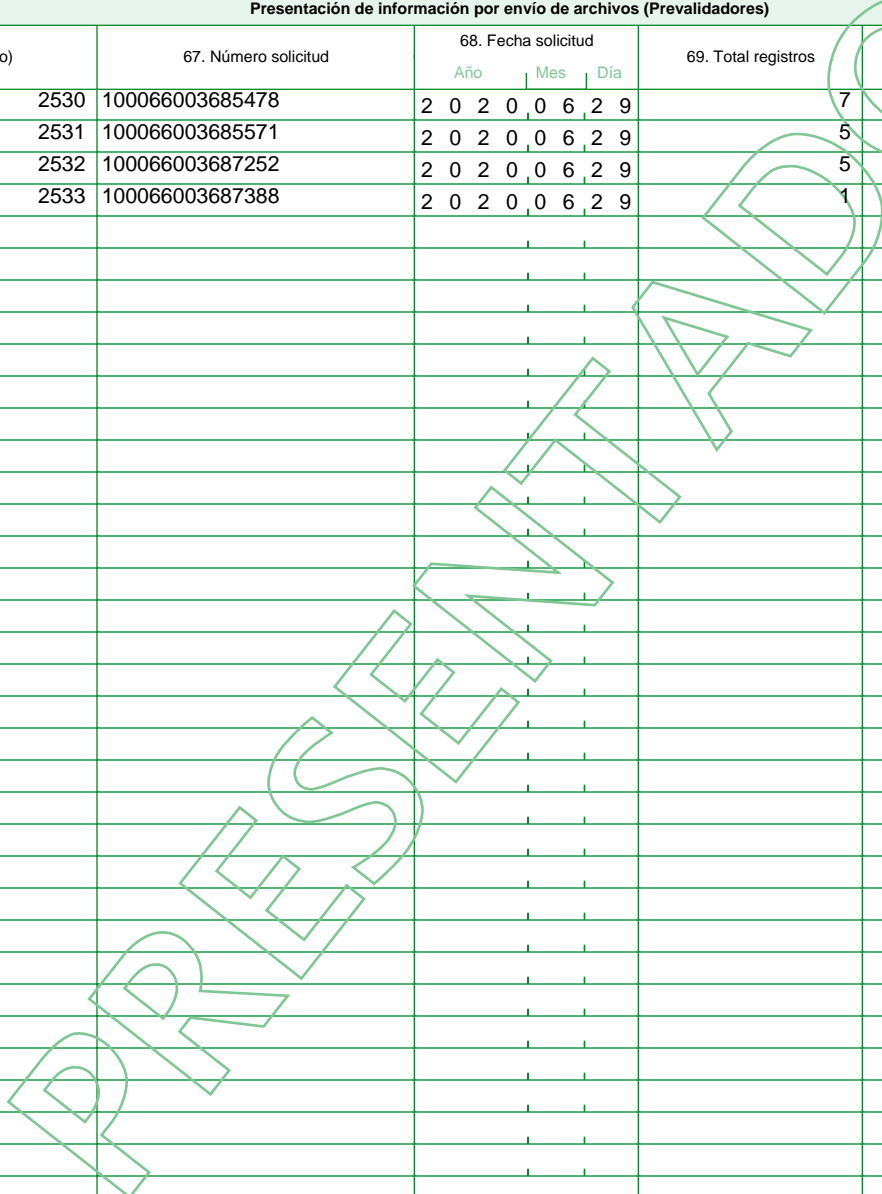 Presentación de información por envío de archivos (Prevalidadores)
o) 67. Número solicitud 68. Fecha solicitud 69. Total registros
Año Mes Día
2530 100066003685478 2 0 2 0 0 6 2 9 7
2531 100066003685571 2 0 2 0 0 6 2 9 5
2532 100066003687252 2 0 2 0 0 6 2 9 5
2533 100066003687388 2 0 2 0 0 6 2 9 1
PRESENTADO